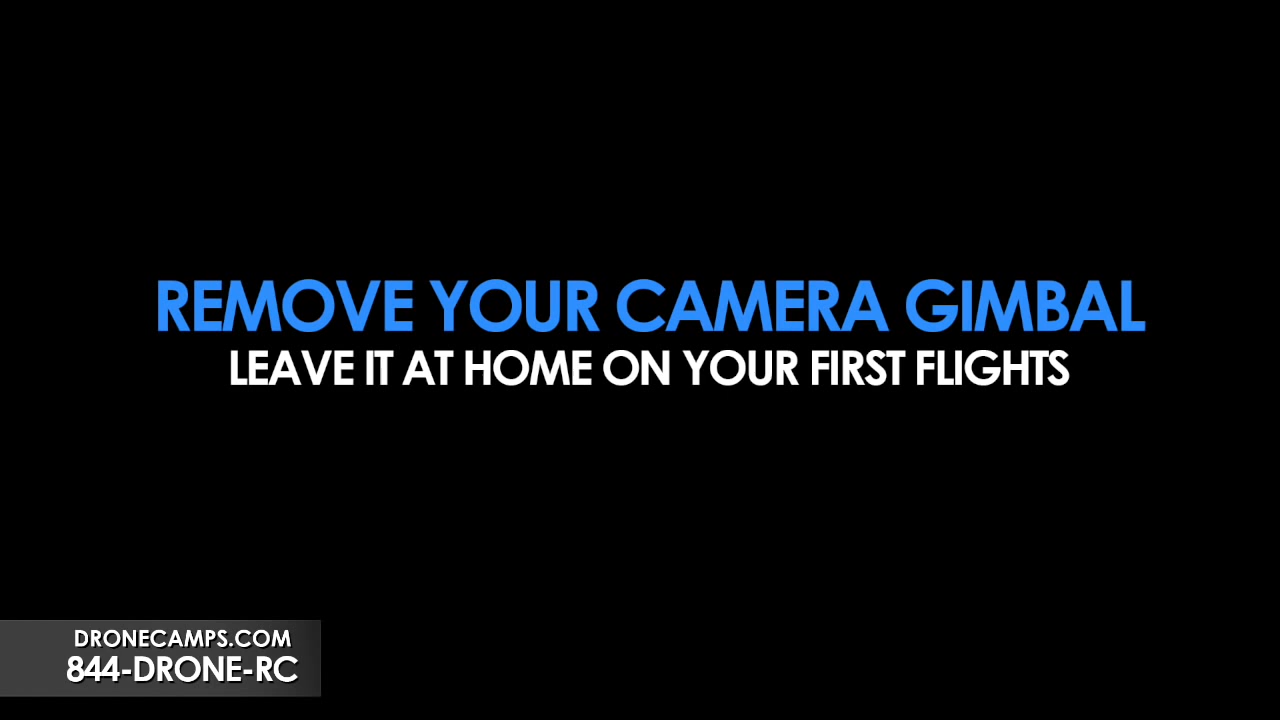 REMOVE YOUR CAMERA GIMBAL
LEAVE IT AT HOME ON YOUR FIRST FLIGHTS
DRONECAMPS.COM
844-DRONE-RC